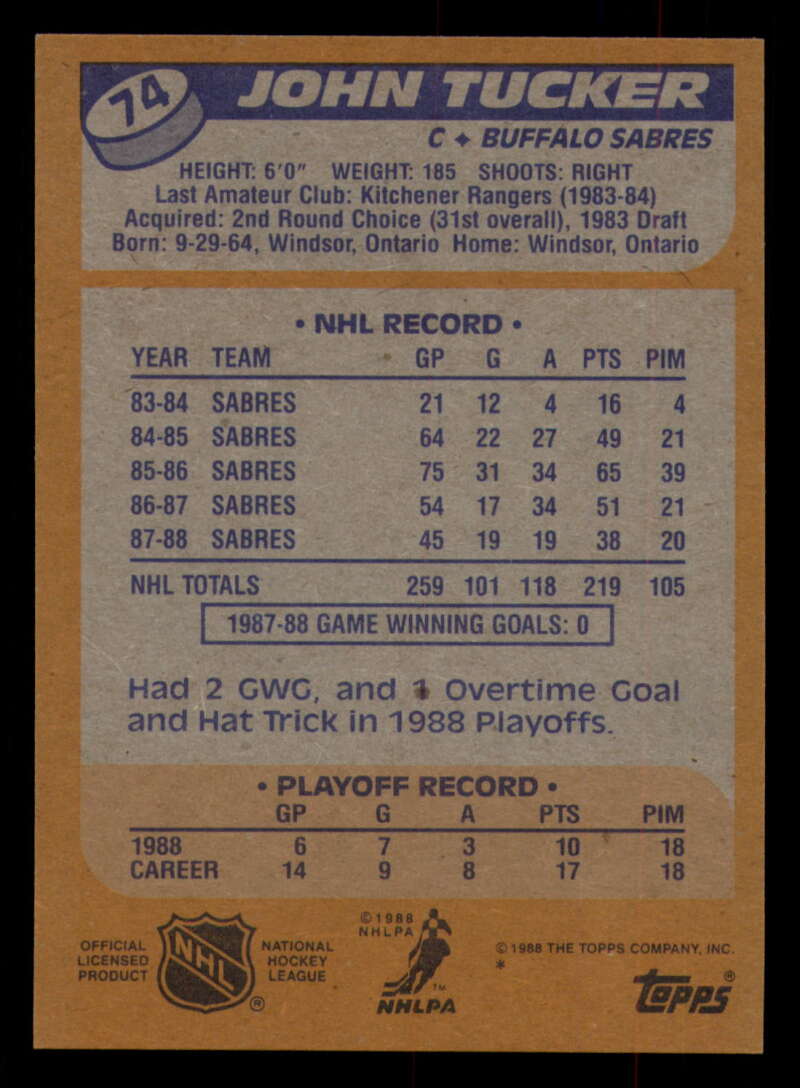 74
JOHN TUCKER
C ♦ BUFFALO SABRES
HEIGHT: 6'0" WEIGHT: 185 SHOOTS: RIGHT
Last Amateur Club: Kitchener Rangers (1983-84)
Acquired: 2nd Round Choice (31st overall), 1983 Draft
Born: 9-29-64, Windsor, Ontario Home: Windsor, Ontario
• NHL RECORD •
YEAR TEAM GP G A PTS PIM
83-84 SABRES 21 12 4 16 4
84-85 SABRES 64 22 27 49 21
85-86 SABRES 75 31 34 65 39
86-87 SABRES 54 17 34 51 21
87-88 SABRES 45 19 19 38 20
NHL TOTALS 259 101 118 219 105
1987-88 GAME WINNING GOALS: 0
Had 2 GWG, and 1 Overtime Goal
and Hat Trick in 1988 Playoffs.
• PLAYOFF RECORD •
GP G A PTS PIM
1988 6 7 3 10 18
CAREER 14 9 8 17 18
OFFICIAL
LICENSED
PRODUCT
NHL ®
NATIONAL
HOCKEY
LEAGUE
© 1988
NHLPA
TM
NHLPA
© 1988 THE TOPPS COMPANY, INC.
*
topps ®